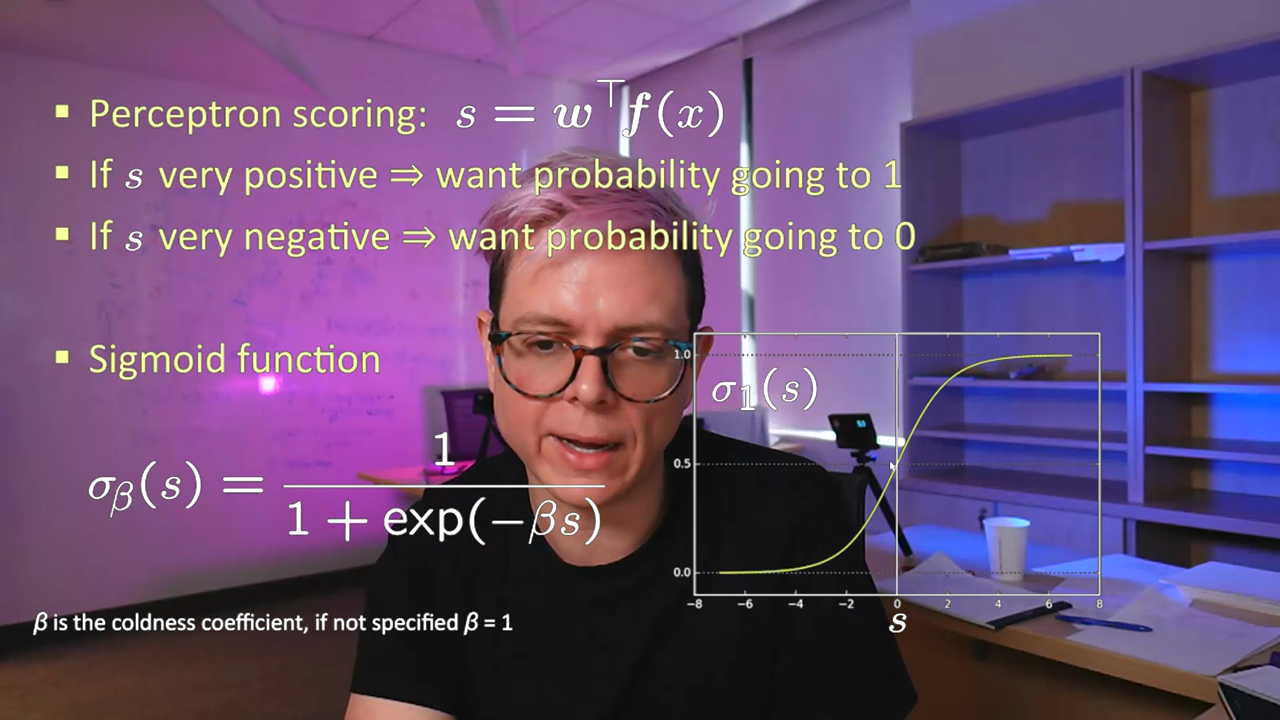 ▪ Perceptron scoring: s = w⊤f(x)
▪ If s very positive ⇒ want probability going to 1
▪ If s very negative ⇒ want probability going to 0
▪ Sigmoid function
σβ(s) = 1 / (1 + exp(−βs))
β is the coldness coefficient, if not specified β = 1
σ1(s)
1.0
0.5
0.0
−8 −6 −4 −2 0 2 4 6 8
s